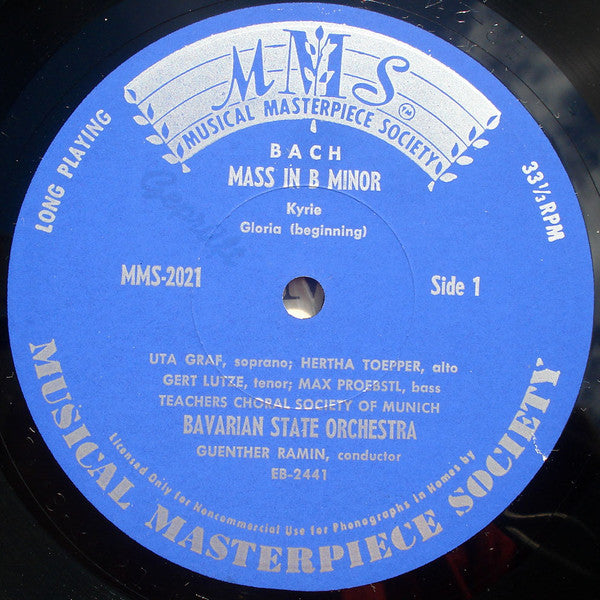 MMS
MUSICAL MASTERPIECE SOCIETY™
LONG PLAYING
33⅓ RPM
BACH
MASS IN B MINOR
Kyrie
Gloria (beginning)
Geprüft
MMS-2021
Side 1
UTA GRAF, soprano; HERTHA TOEPPER, alto
GERT LUTZE, tenor; MAX PROEBSTL, bass
TEACHERS CHORAL SOCIETY OF MUNICH
BAVARIAN STATE ORCHESTRA
GUENTHER RAMIN, conductor
EB-2441
Licensed Only for Noncommercial Use for Phonographs in Homes by
MUSICAL MASTERPIECE SOCIETY